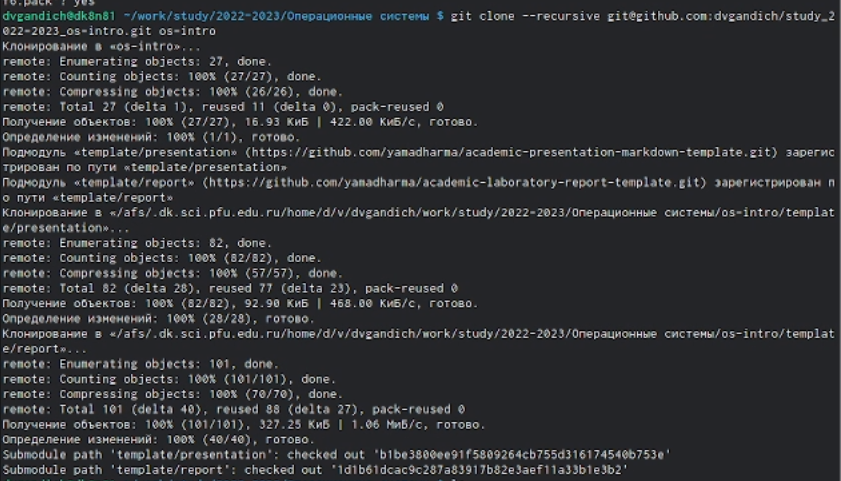 dvgandich@dk8n81 ~/work/study/2022-2023/Операционные системы $ git clone --recursive git@github.com:dvgandich/study_2
022-2023_os-intro.git os-intro
Клонирование в «os-intro»...
remote: Enumerating objects: 27, done.
remote: Counting objects: 100% (27/27), done.
remote: Compressing objects: 100% (26/26), done.
remote: Total 27 (delta 1), reused 11 (delta 0), pack-reused 0
Получение объектов: 100% (27/27), 16.93 КиБ | 422.00 КиБ/с, готово.
Определение изменений: 100% (1/1), готово.
Подмодуль «template/presentation» (https://github.com/yamadharma/academic-presentation-markdown-template.git) зарегис
трирован по пути «template/presentation»
Подмодуль «template/report» (https://github.com/yamadharma/academic-laboratory-report-template.git) зарегистрирован п
о пути «template/report»
Клонирование в «/afs/.dk.sci.pfu.edu.ru/home/d/v/dvgandich/work/study/2022-2023/Операционные системы/os-intro/templat
e/presentation»...
remote: Enumerating objects: 82, done.
remote: Counting objects: 100% (82/82), done.
remote: Compressing objects: 100% (57/57), done.
remote: Total 82 (delta 28), reused 77 (delta 23), pack-reused 0
Получение объектов: 100% (82/82), 92.90 КиБ | 468.00 КиБ/с, готово.
Определение изменений: 100% (28/28), готово.
Клонирование в «/afs/.dk.sci.pfu.edu.ru/home/d/v/dvgandich/work/study/2022-2023/Операционные системы/os-intro/templat
e/report»...
remote: Enumerating objects: 101, done.
remote: Counting objects: 100% (101/101), done.
remote: Compressing objects: 100% (70/70), done.
remote: Total 101 (delta 40), reused 88 (delta 27), pack-reused 0
Получение объектов: 100% (101/101), 327.25 КиБ | 1.06 МиБ/с, готово.
Определение изменений: 100% (40/40), готово.
Submodule path 'template/presentation': checked out 'b1be3800ee91f5809264cb755d316174540b753e'
Submodule path 'template/report': checked out '1d1b61dcac9c287a83917b82e3aef11a33b1e3b2'